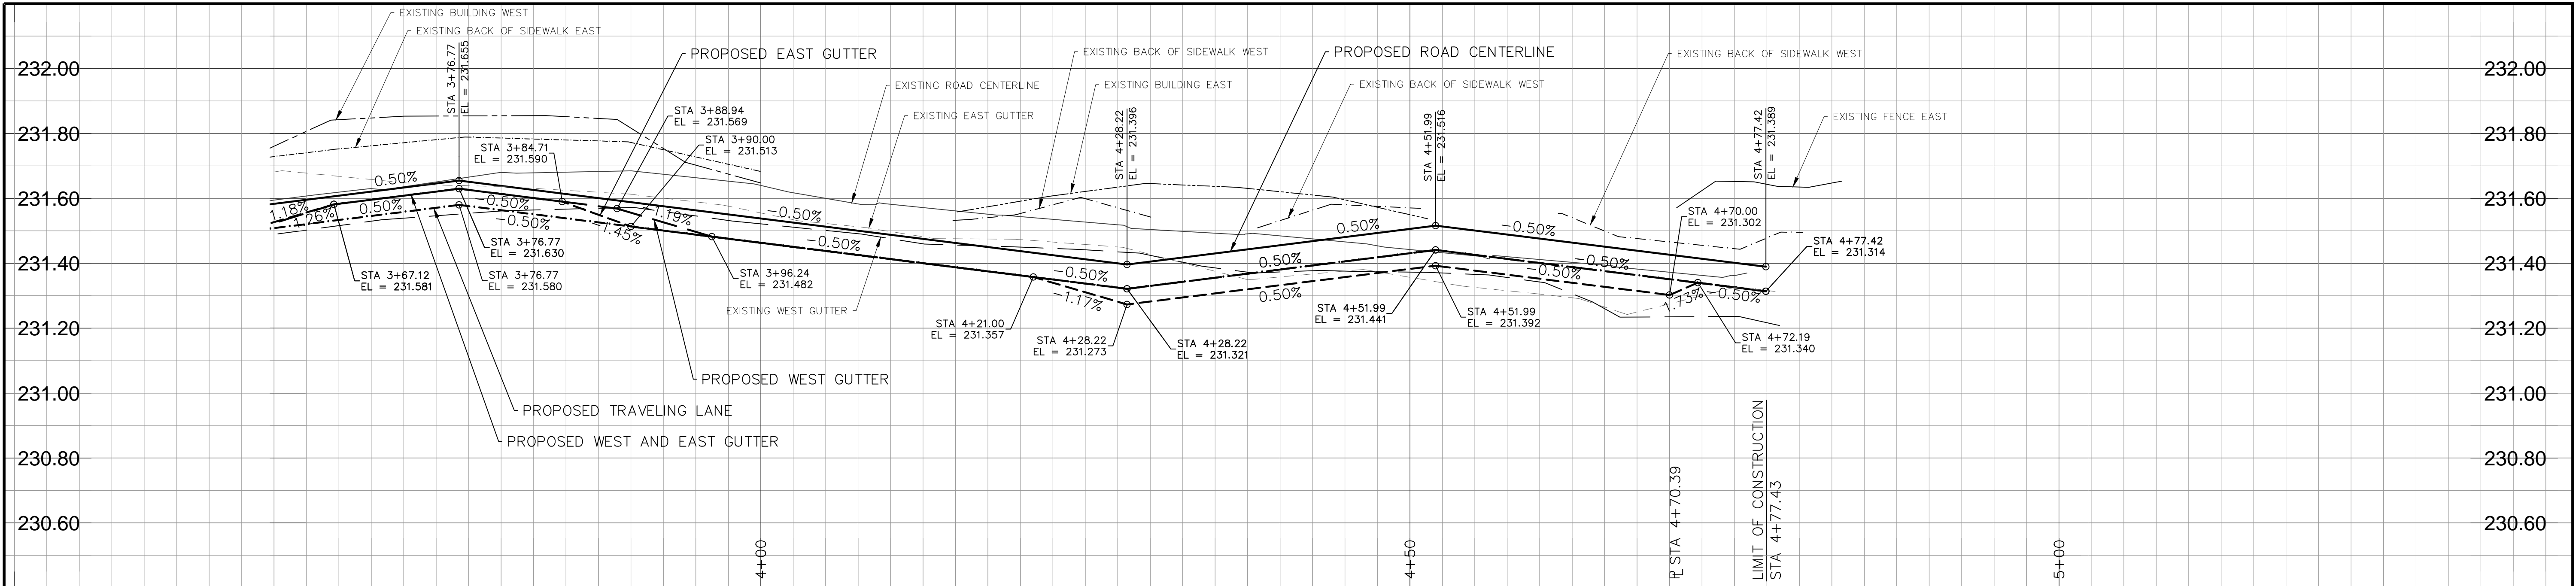 EXISTING BUILDING WEST
EXISTING BACK OF SIDEWALK EAST
STA 3+76.77
EL = 231.655
PROPOSED EAST GUTTER
EXISTING BACK OF SIDEWALK WEST
PROPOSED ROAD CENTERLINE
EXISTING BACK OF SIDEWALK WEST
232.00
232.00
EXISTING ROAD CENTERLINE
EXISTING BUILDING EAST
EXISTING BACK OF SIDEWALK WEST
STA 3+88.94
EL = 231.569
EXISTING EAST GUTTER
STA 4+28.22
EL = 231.396
STA 4+51.99
EL = 231.516
STA 4+77.42
EL = 231.389
EXISTING FENCE EAST
231.80
231.80
STA 3+84.71
EL = 231.590
STA 3+90.00
EL = 231.513
0.50%
231.60
231.60
1.18%
1.26%
0.50%
-0.50%
-0.50%
-1.45%
-1.19%
-0.50%
-0.50%
0.50%
-0.50%
STA 4+70.00
EL = 231.302
STA 3+76.77
EL = 231.630
STA 4+77.42
EL = 231.314
231.40
231.40
STA 3+67.12
EL = 231.581
STA 3+76.77
EL = 231.580
STA 3+96.24
EL = 231.482
-0.50%
-1.17%
0.50%
0.50%
-0.50%
-0.50%
1.73%
-0.50%
EXISTING WEST GUTTER
STA 4+21.00
EL = 231.357
STA 4+51.99
EL = 231.441
STA 4+51.99
EL = 231.392
231.20
231.20
STA 4+28.22
EL = 231.273
STA 4+28.22
EL = 231.321
STA 4+72.19
EL = 231.340
PROPOSED WEST GUTTER
231.00
231.00
PROPOSED TRAVELING LANE
PROPOSED WEST AND EAST GUTTER
230.80
230.80
PL STA 4+70.39
LIMIT OF CONSTRUCTION
STA 4+77.43
230.60
230.60
4+00
4+50
5+00